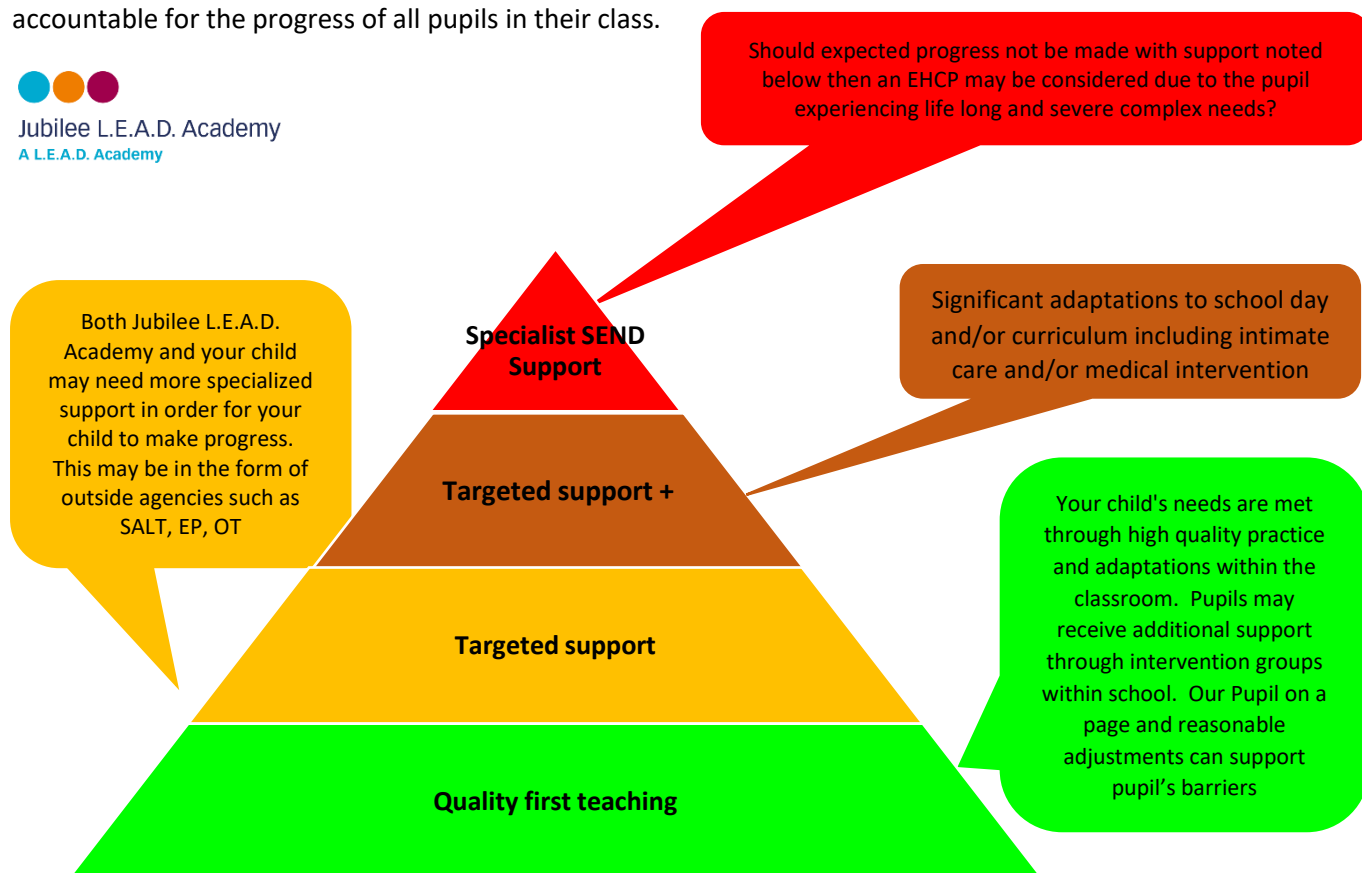 accountable for the progress of all pupils in their class.
Jubilee L.E.A.D. Academy
A L.E.A.D. Academy
Should expected progress not be made with support noted
below then an EHCP may be considered due to the pupil
experiencing life long and severe complex needs?
Specialist SEND
Support
Significant adaptations to school day
and/or curriculum including intimate
care and/or medical intervention
Both Jubilee L.E.A.D.
Academy and your child
may need more specialized
support in order for your
child to make progress.
This may be in the form of
outside agencies such as
SALT, EP, OT
Targeted support +
Your child's needs are met
through high quality practice
and adaptations within the
classroom. Pupils may
receive additional support
through intervention groups
within school. Our Pupil on a
page and reasonable
adjustments can support
pupil’s barriers
Targeted support
Quality first teaching